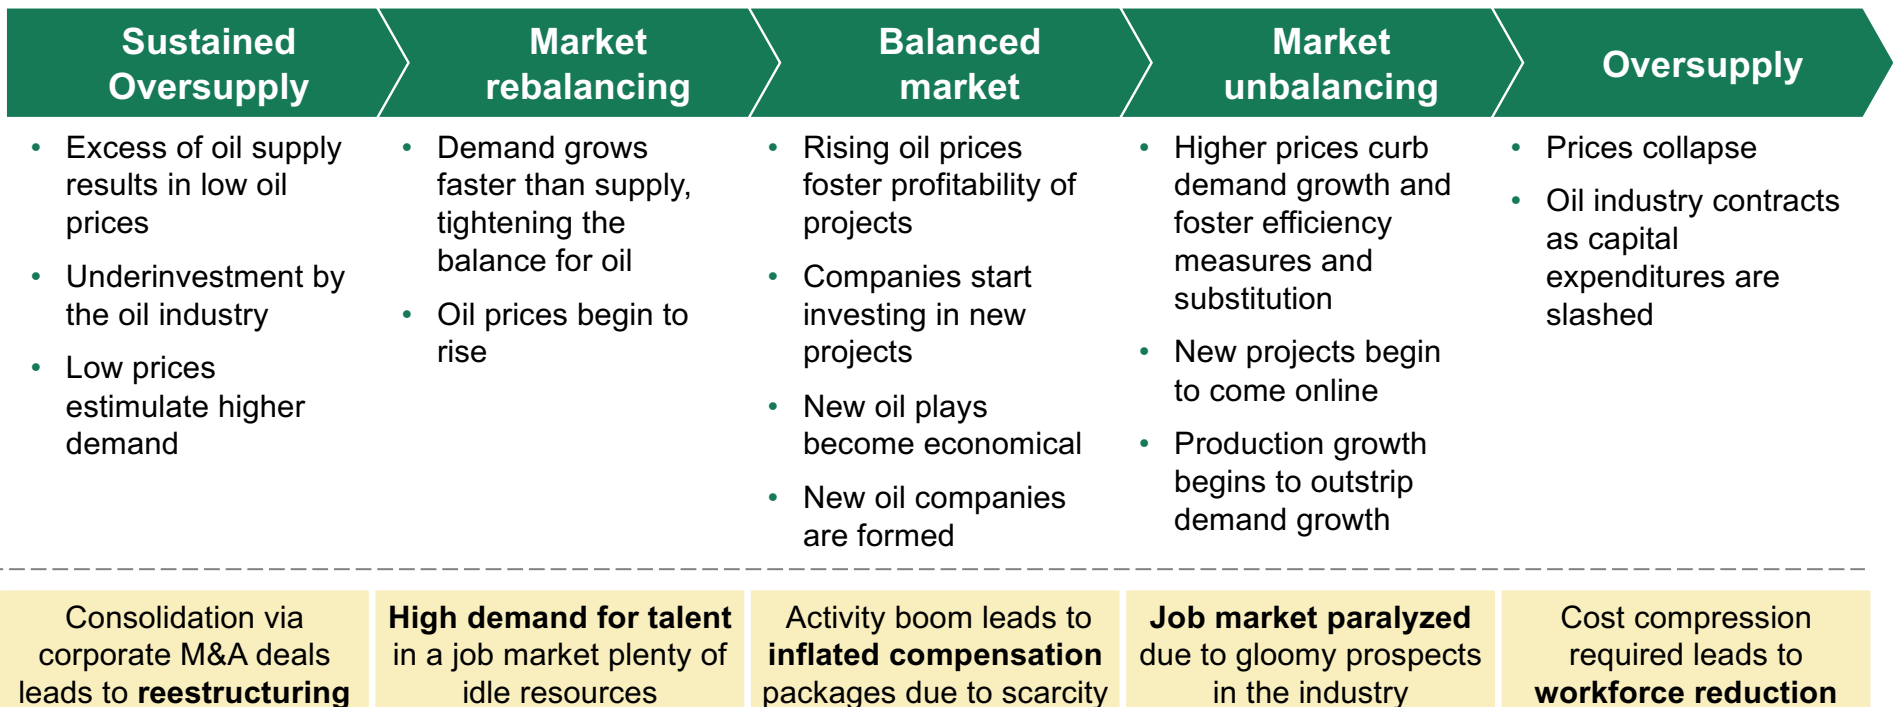 Sustained
Oversupply
Market
rebalancing
Balanced
market
Market
unbalancing
Oversupply
• Excess of oil supply
results in low oil
prices
• Underinvestment by
the oil industry
• Low prices
estimulate higher
demand
• Demand grows
faster than supply,
tightening the
balance for oil
• Oil prices begin to
rise
• Rising oil prices
foster profitability of
projects
• Companies start
investing in new
projects
• New oil plays
become economical
• New oil companies
are formed
• Higher prices curb
demand growth and
foster efficiency
measures and
substitution
• New projects begin
to come online
• Production growth
begins to outstrip
demand growth
• Prices collapse
• Oil industry contracts
as capital
expenditures are
slashed
Consolidation via
corporate M&A deals
leads to reestructuring
High demand for talent
in a job market plenty of
idle resources
Activity boom leads to
inflated compensation
packages due to scarcity
Job market paralyzed
due to gloomy prospects
in the industry
Cost compression
required leads to
workforce reduction